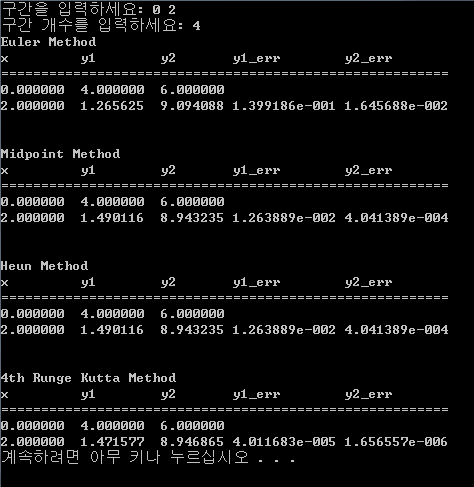 구간을 입력하세요: 0 2
구간 개수를 입력하세요: 4
Euler Method
x y1 y2 y1_err y2_err
========================================================
0.000000 4.000000 6.000000
2.000000 1.265625 9.094088 1.399186e-001 1.645688e-002
Midpoint Method
x y1 y2 y1_err y2_err
========================================================
0.000000 4.000000 6.000000
2.000000 1.490116 8.943235 1.263889e-002 4.041389e-004
Heun Method
x y1 y2 y1_err y2_err
========================================================
0.000000 4.000000 6.000000
2.000000 1.490116 8.943235 1.263889e-002 4.041389e-004
4th Runge Kutta Method
x y1 y2 y1_err y2_err
========================================================
0.000000 4.000000 6.000000
2.000000 1.471577 8.946865 4.011683e-005 1.656557e-006
계속하려면 아무 키나 누르십시오 . . .